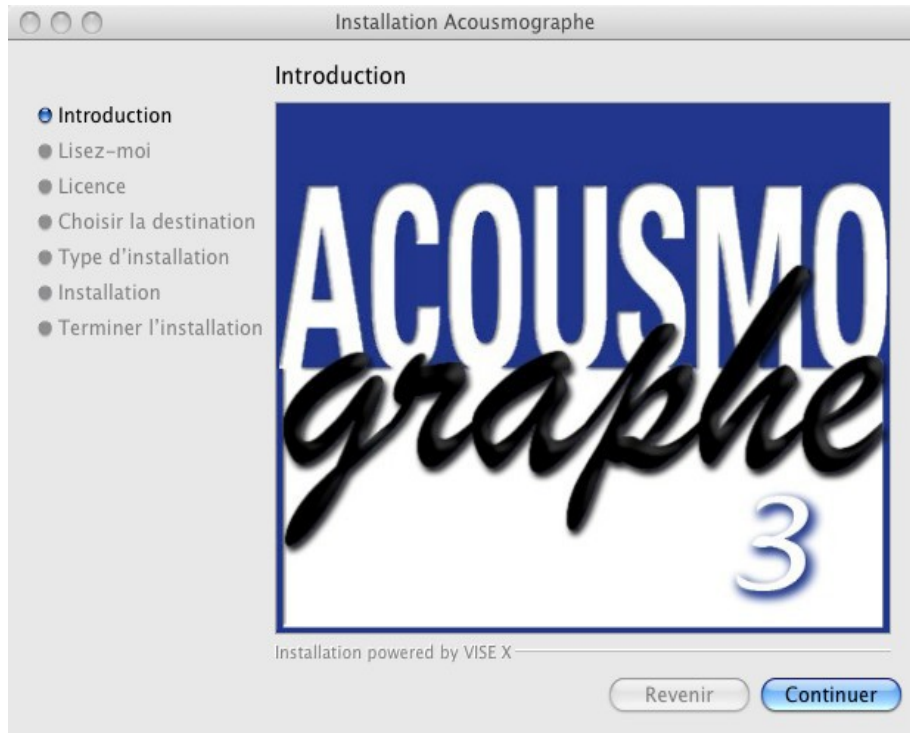 Installation Acousmographe
Introduction
Introduction
Lisez-moi
Licence
Choisir la destination
Type d'installation
Installation
Terminer l'installation
ACOUSMO
graphe
3
Installation powered by VISE X
Revenir
Continuer